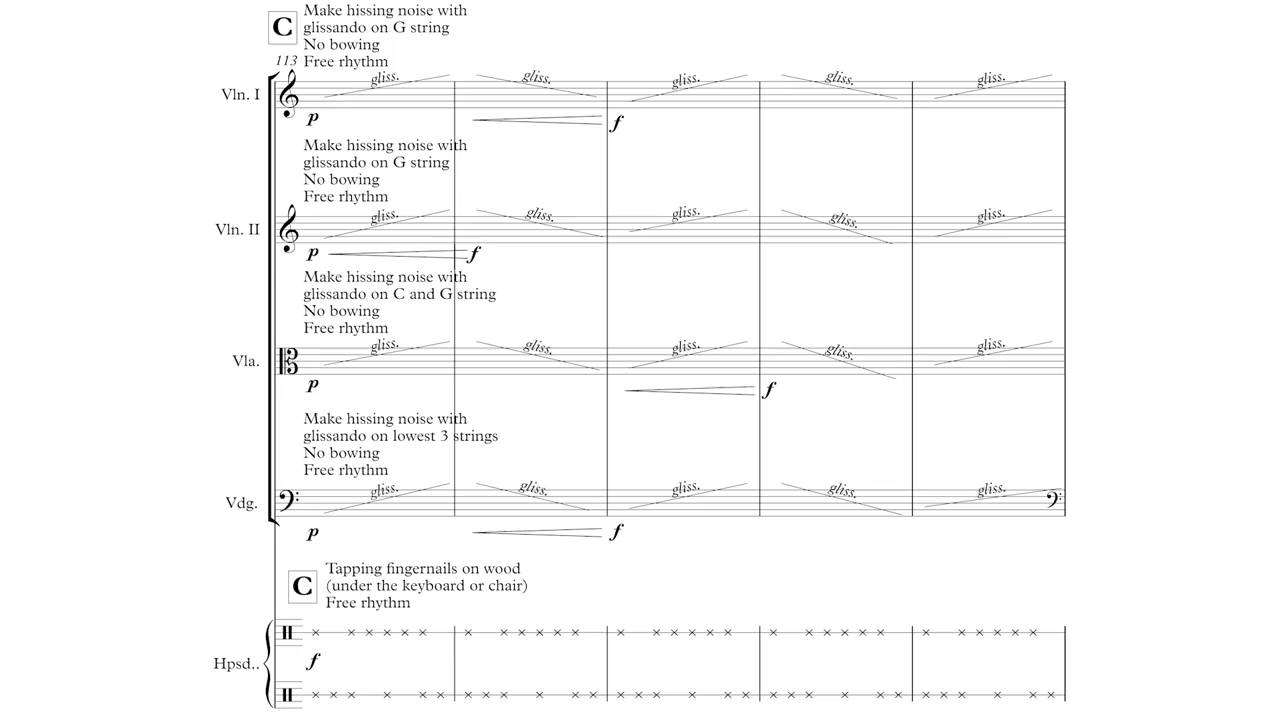 C
Make hissing noise with
glissando on G string
No bowing
Free rhythm
113
Vln. I
gliss. gliss. gliss. gliss. gliss.
p f
Make hissing noise with
glissando on G string
No bowing
Free rhythm
Vln. II
gliss. gliss. gliss. gliss. gliss.
p f
Make hissing noise with
glissando on C and G string
No bowing
Free rhythm
Vla.
gliss. gliss. gliss. gliss. gliss.
p f
Make hissing noise with
glissando on lowest 3 strings
No bowing
Free rhythm
Vdg.
gliss. gliss. gliss. gliss. gliss.
p f
C
Tapping fingernails on wood
(under the keyboard or chair)
Free rhythm
Hpsd..
f